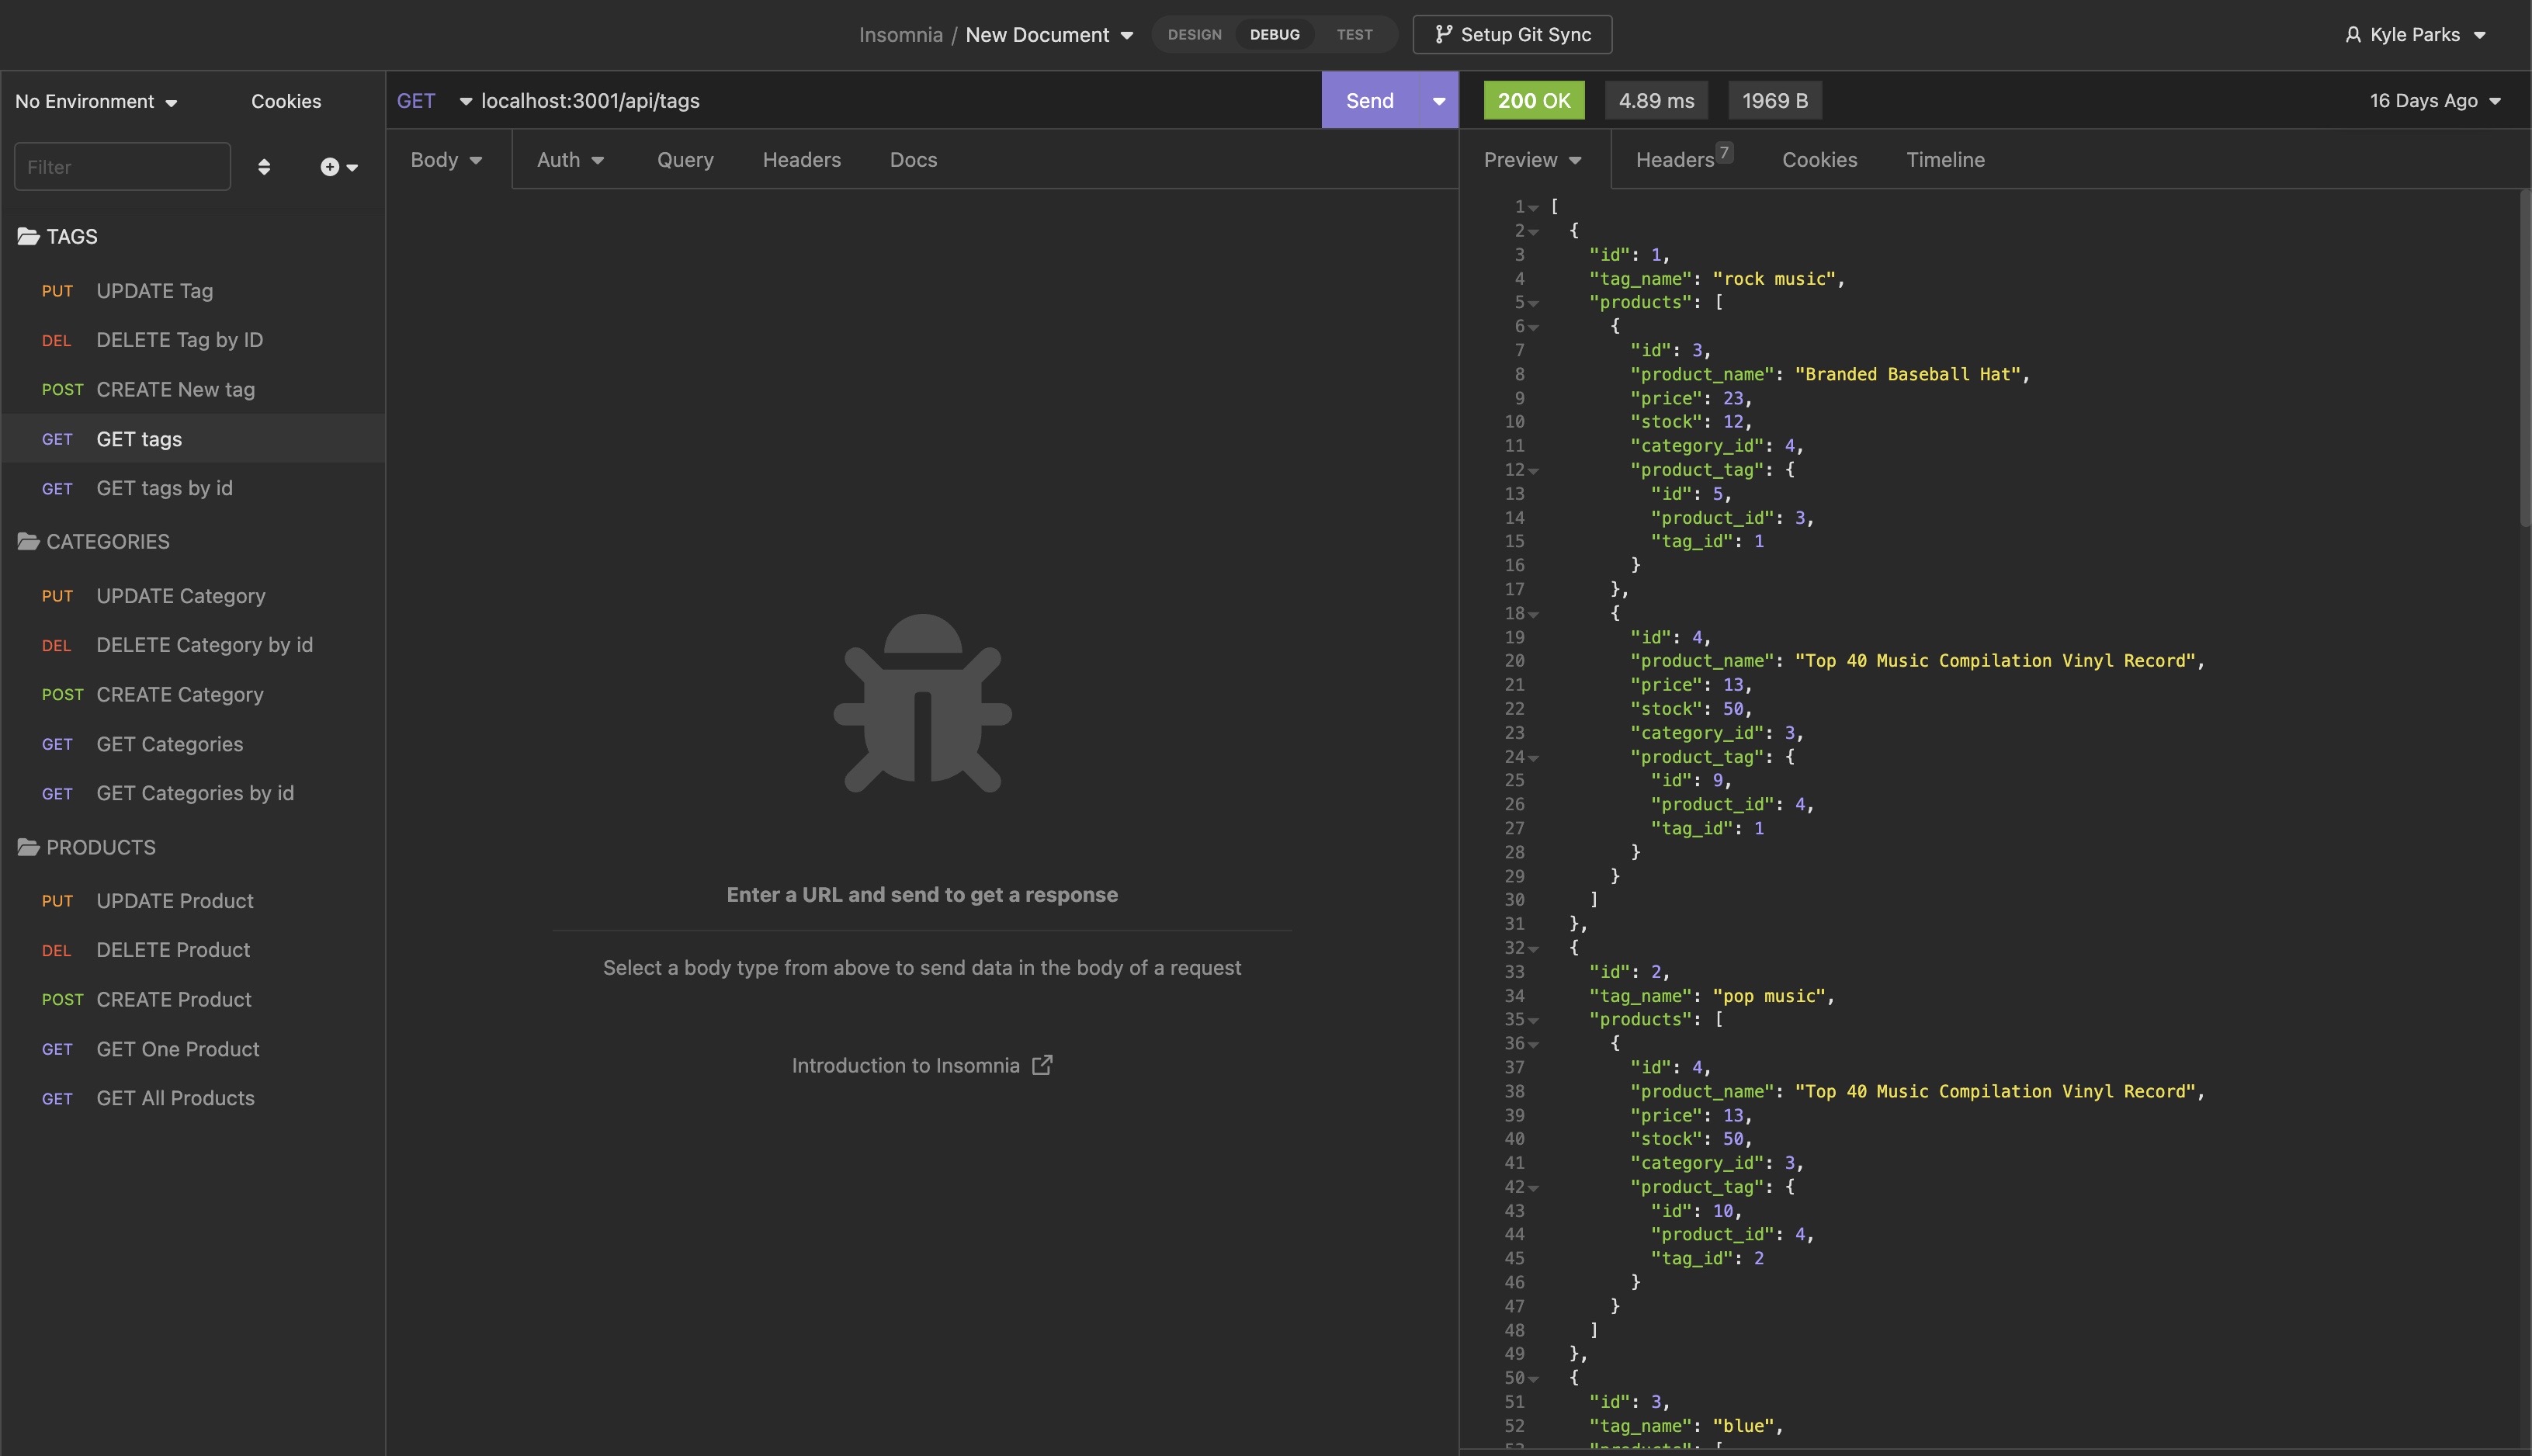 Insomnia / New Document
DESIGN DEBUG TEST
Setup Git Sync
Kyle Parks
No Environment
Cookies
Filter
TAGS
PUT UPDATE Tag
DEL DELETE Tag by ID
POST CREATE New tag
GET GET tags
GET GET tags by id
CATEGORIES
PUT UPDATE Category
DEL DELETE Category by id
POST CREATE Category
GET GET Categories
GET GET Categories by id
PRODUCTS
PUT UPDATE Product
DEL DELETE Product
POST CREATE Product
GET GET One Product
GET GET All Products
GET localhost:3001/api/tags
Send
Body Auth Query Headers Docs
Enter a URL and send to get a response
Select a body type from above to send data in the body of a request
Introduction to Insomnia
200 OK 4.89 ms 1969 B
16 Days Ago
Preview Headers 7 Cookies Timeline
1 [
2 {
3 "id": 1,
4 "tag_name": "rock music",
5 "products": [
6 {
7 "id": 3,
8 "product_name": "Branded Baseball Hat",
9 "price": 23,
10 "stock": 12,
11 "category_id": 4,
12 "product_tag": {
13 "id": 5,
14 "product_id": 3,
15 "tag_id": 1
16 }
17 },
18 {
19 "id": 4,
20 "product_name": "Top 40 Music Compilation Vinyl Record",
21 "price": 13,
22 "stock": 50,
23 "category_id": 3,
24 "product_tag": {
25 "id": 9,
26 "product_id": 4,
27 "tag_id": 1
28 }
29 }
30 ]
31 },
32 {
33 "id": 2,
34 "tag_name": "pop music",
35 "products": [
36 {
37 "id": 4,
38 "product_name": "Top 40 Music Compilation Vinyl Record",
39 "price": 13,
40 "stock": 50,
41 "category_id": 3,
42 "product_tag": {
43 "id": 10,
44 "product_id": 4,
45 "tag_id": 2
46 }
47 }
48 ]
49 },
50 {
51 "id": 3,
52 "tag_name": "blue",